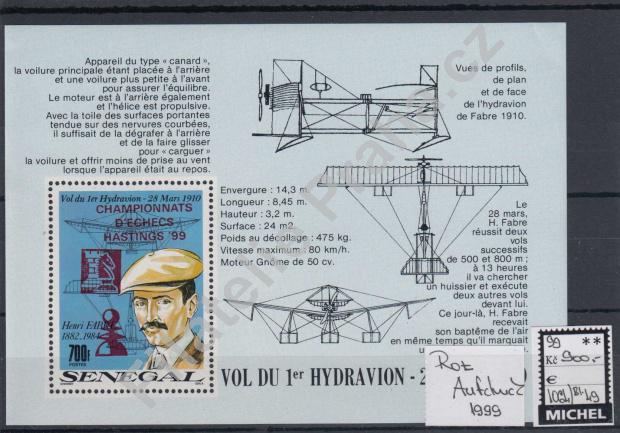 Appareil du type « canard »,
la voilure principale étant placée à l'arrière
et une voilure plus petite à l'avant
pour assurer l'équilibre.
Le moteur est à l'arrière également
et l'hélice est propulsive.
Avec la toile des surfaces portantes
tendue sur des nervures courbées,
il suffisait de la dégrafer à l'arrière
et de la faire glisser
pour « carguer »
la voilure et offrir moins de prise au vent
lorsque l'appareil était au repos.
Vues de profils,
de plan
et de face
de l'hydravion
de Fabre 1910.
Vol du 1er Hydravion - 28 Mars 1910
CHAMPIONNATS
D'ECHECS
HASTINGS '99
Henri FABRE
1882.1984
700F
POSTES
SENEGAL
Envergure : 14,3 m.
Longueur : 8,45 m.
Hauteur : 3,2 m.
Surface : 24 m2.
Poids au décollage : 475 kg.
Vitesse maximum : 80 km/h.
Moteur Gnome de 50 cv.
Le
28 mars,
H. Fabre
réussit deux
vols
successifs
de 500 et 800 m ;
à 13 heures
il va chercher
un huissier et exécute
deux autres vols
devant lui.
Ce jour-là, H. Fabre
recevait
son baptême de l'air
en même temps qu'il marquait
VOL DU 1er HYDRAVION - 2
Rot
Aufdruck
1999
99 **
Kč 900,-
€
1094/Bl. 49
MICHEL